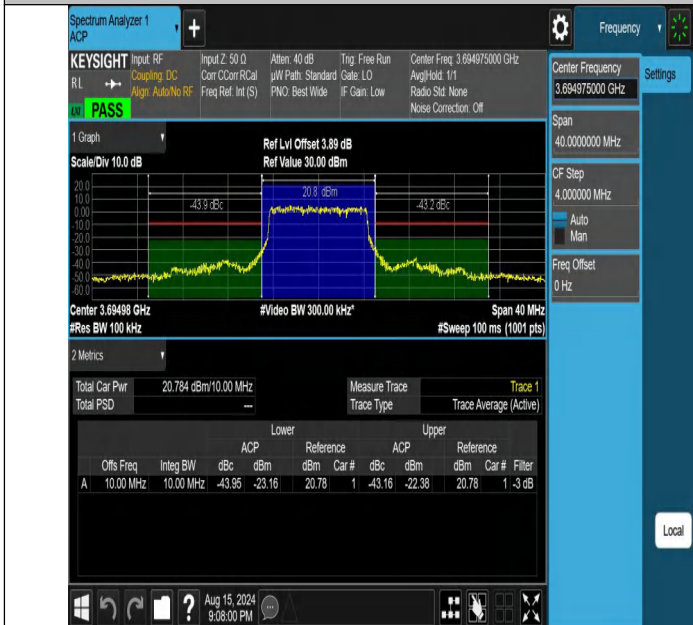 Spectrum Analyzer 1
ACP
+
Frequency
KEYSIGHT Input: RF Input Z: 50 Ω Atten: 40 dB Trig: Free Run Center Freq: 3.694975000 GHz
RL Coupling: DC Corr CCorr RCal µW Path: Standard Gate: LO Avg|Hold: 1/1
Align: Auto/No RF Freq Ref: Int (S) PNO: Best Wide IF Gain: Low Radio Std: None
PASS Noise Correction: Off
Center Frequency
3.694975000 GHz
Settings
Span
40.0000000 MHz
CF Step
4.000000 MHz
Auto
Man
Freq Offset
0 Hz
1 Graph
Ref Lvl Offset 3.89 dB
Scale/Div 10.0 dB Ref Value 30.00 dBm
20.0
10.0
0.00
-10.0
-20.0
-30.0
-40.0
-50.0
-60.0
-43.9 dBc 20.8 dBm -43.2 dBc
Center 3.69498 GHz #Video BW 300.00 kHz* Span 40 MHz
#Res BW 100 kHz #Sweep 100 ms (1001 pts)
2 Metrics
Total Car Pwr 20.784 dBm/10.00 MHz Measure Trace Trace 1
Total PSD --- Trace Type Trace Average (Active)
Lower Upper
ACP Reference ACP Reference
Offs Freq Integ BW dBc dBm dBm Car # dBc dBm dBm Car # Filter
A 10.00 MHz 10.00 MHz -43.95 -23.16 20.78 1 -43.16 -22.38 20.78 1 -3 dB
Local
? Aug 15, 2024
9:08:00 PM